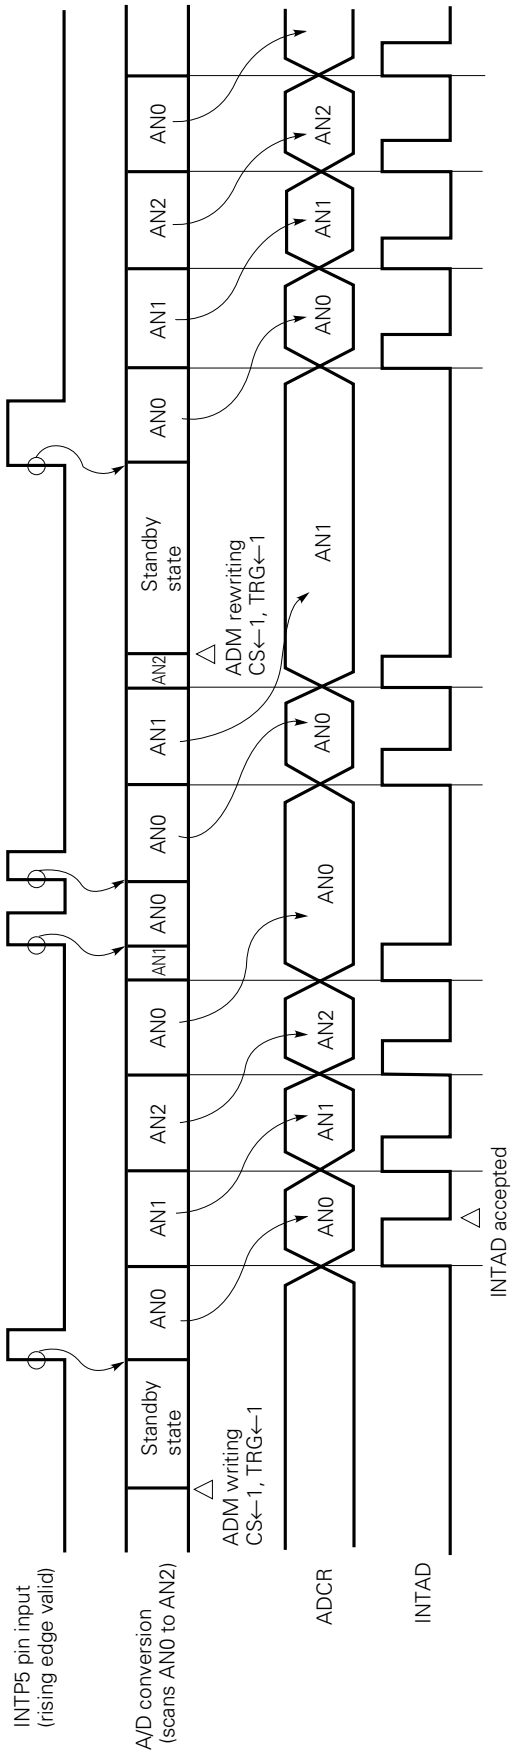 INTP5 pin input
(rising edge valid)
A/D conversion
(scans AN0 to AN2)
Standby
state
AN0
AN1
AN2
AN0
AN1
AN0
AN0
AN1
AN2
Standby
state
AN0
AN1
AN2
AN0
ADM writing
CS←1, TRG←1
ADM rewriting
CS←1, TRG←1
ADCR
AN0
AN1
AN2
AN0
AN0
AN1
AN0
AN1
AN2
INTAD
INTAD accepted